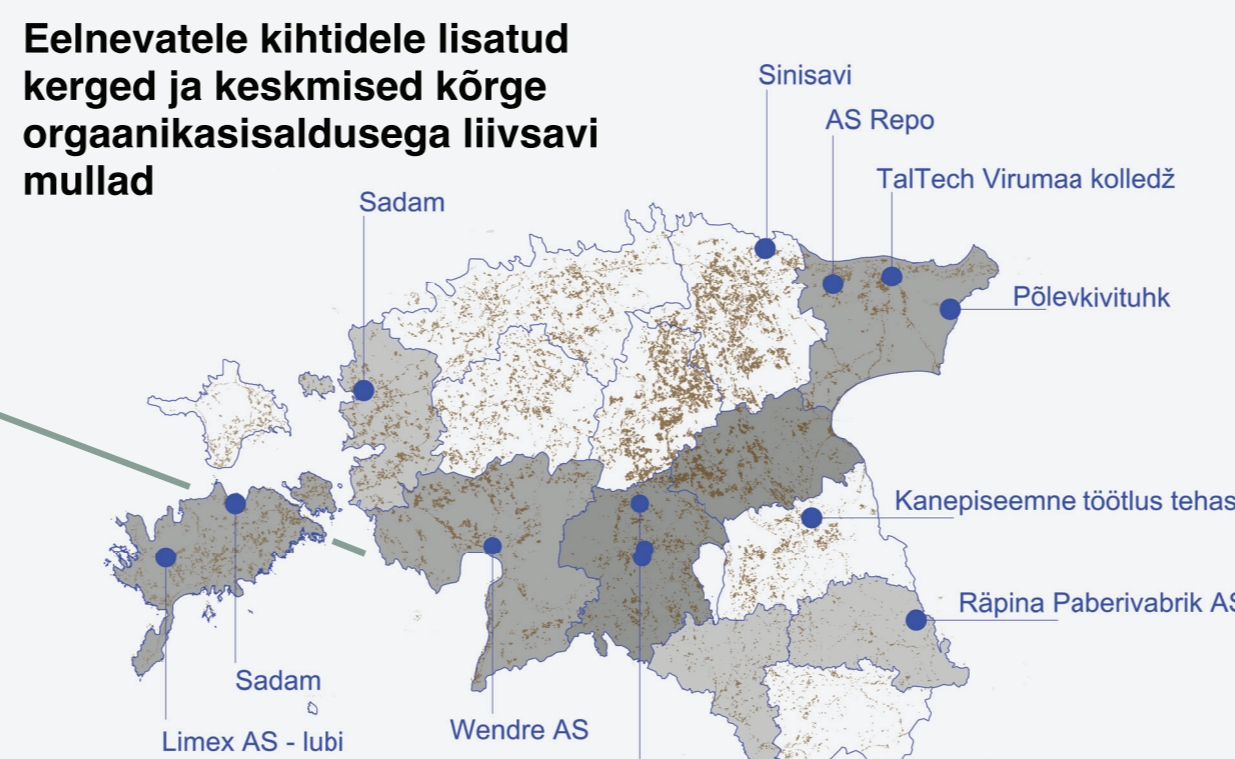 Eelnevatele kihtidele lisatud
kerged ja keskmised kõrge
orgaanikasisaldusega liivsavi
mullad
Sinisavi
AS Repo
TalTech Virumaa kolledž
Sadam
Põlevkivituhk
Kanepiseemne töötlus tehas
Räpina Paberivabrik AS
Sadam
Wendre AS
Limex AS - lubi